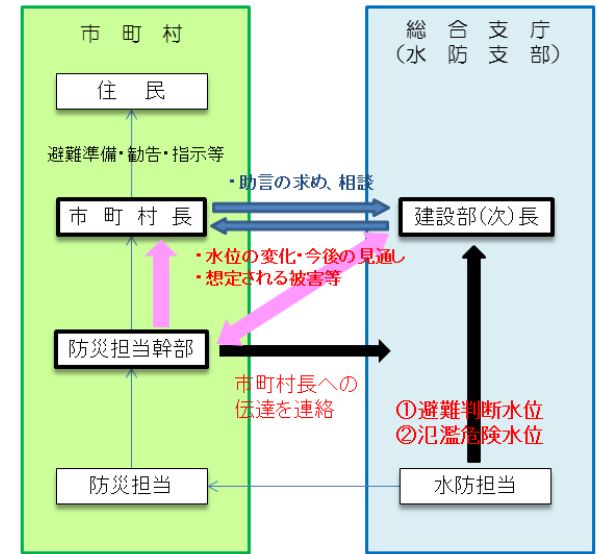 市 町 村
総 合 支 庁
(水 防 支 部)
住 民
避難準備・勧告・指示等
・助言の求め、相談
市 町 村 長
建設部(次)長
・水位の変化・今後の見通し
・想定される被害等
防災担当幹部
市町村長への
伝達を連絡
①避難判断水位
②氾濫危険水位
防災担当
水防担当